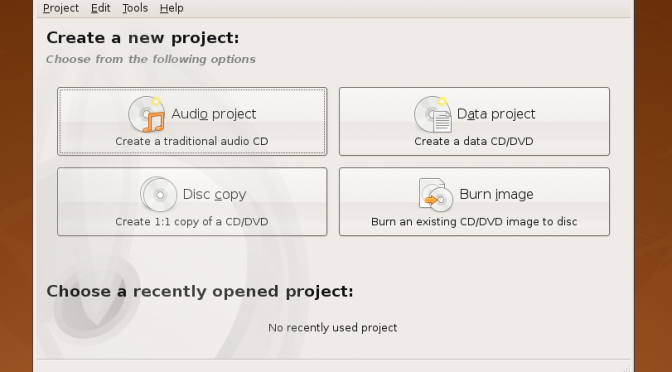 Project Edit Tools Help
Create a new project:
Choose from the following options
Audio project
Create a traditional audio CD
Data project
Create a data CD/DVD
Disc copy
Create 1:1 copy of a CD/DVD
Burn image
Burn an existing CD/DVD image to disc
Choose a recently opened project:
No recently used project